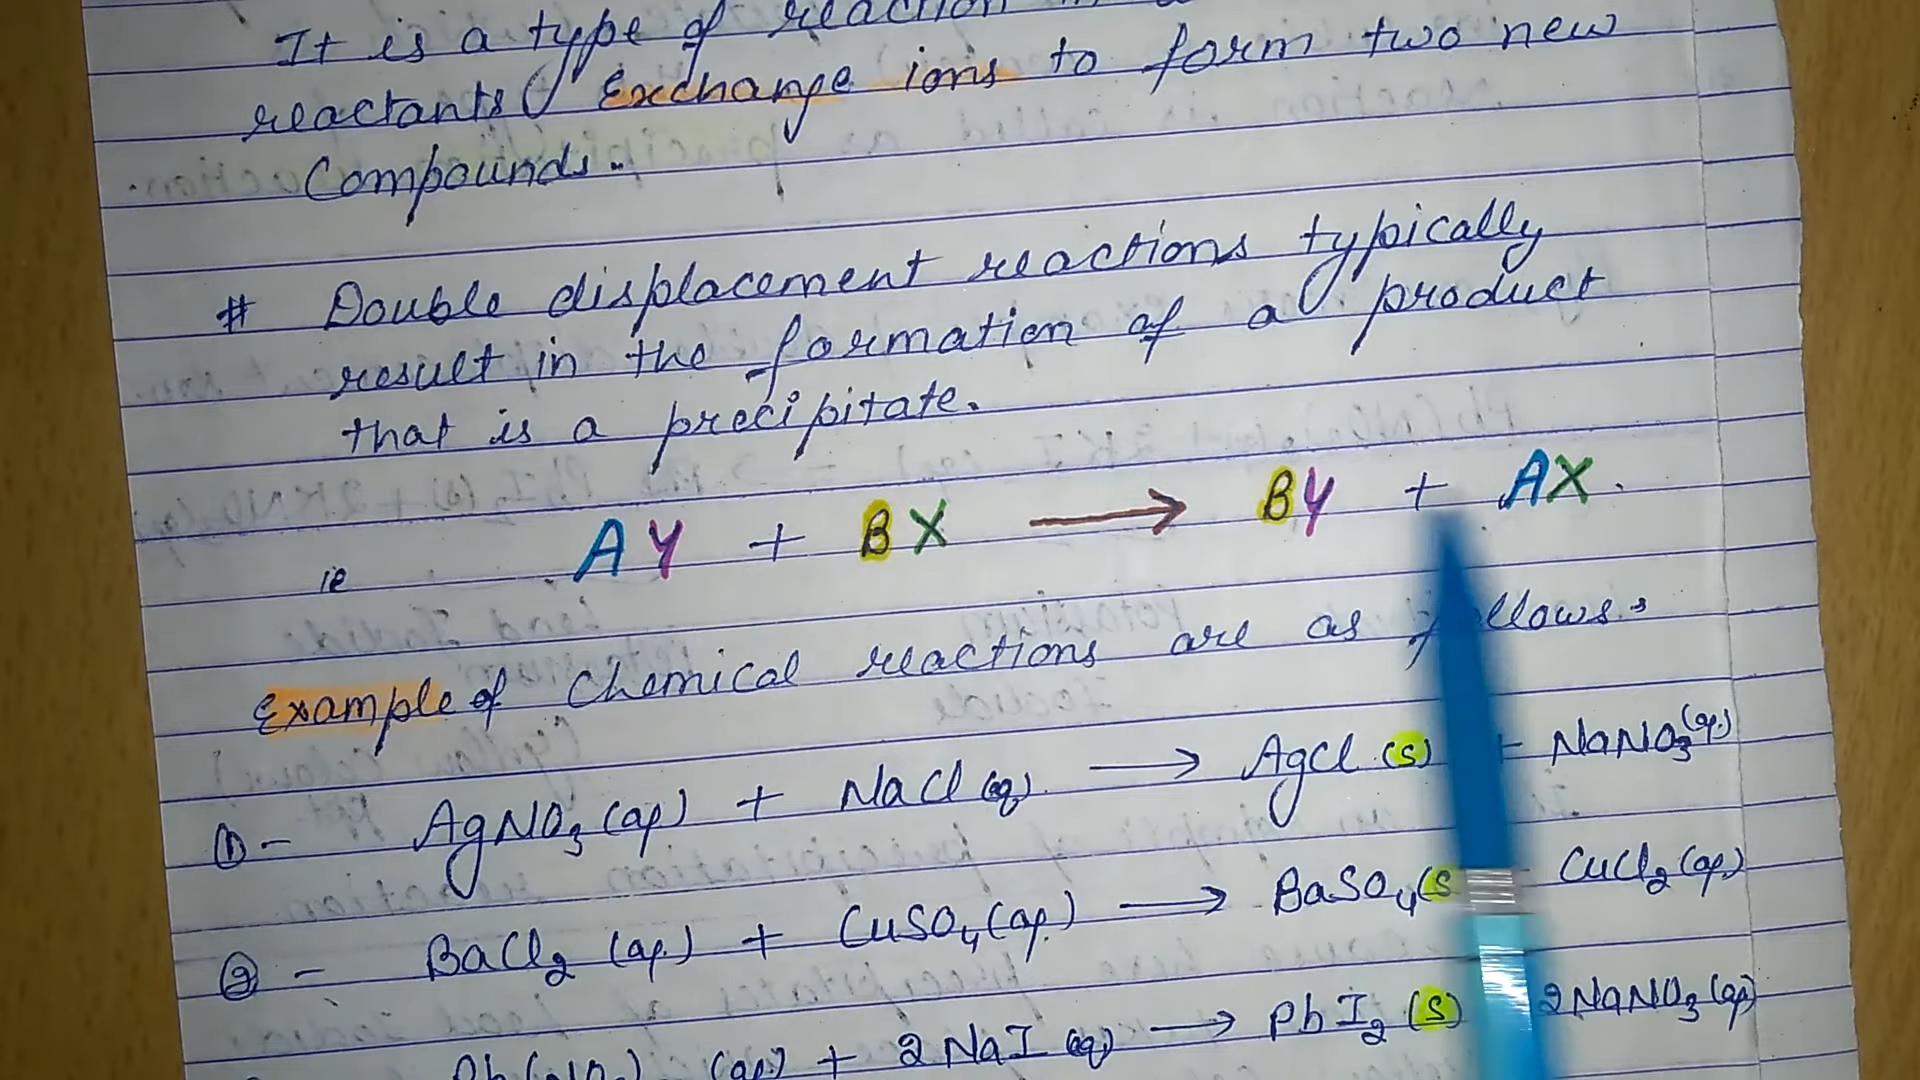 It is a type of reaction
reactants exchange ions to form two new
Compounds.
# Double displacement reactions typically
result in the formation of a product
that is a precipitate.
ie AY + BX → BY + AX.
Example of Chemical reactions are as
① - AgNO₃ (aq) + NaCl (aq) → AgCl (s) + NaNO₃ (aq.)
② - BaCl₂ (aq.) + CuSO₄ (aq.) → BaSO₄ (s CuCl₂ (aq.)
(aq.) + 2 NaI (aq) → PbI₂ (s) 2NaNO₃ (aq)